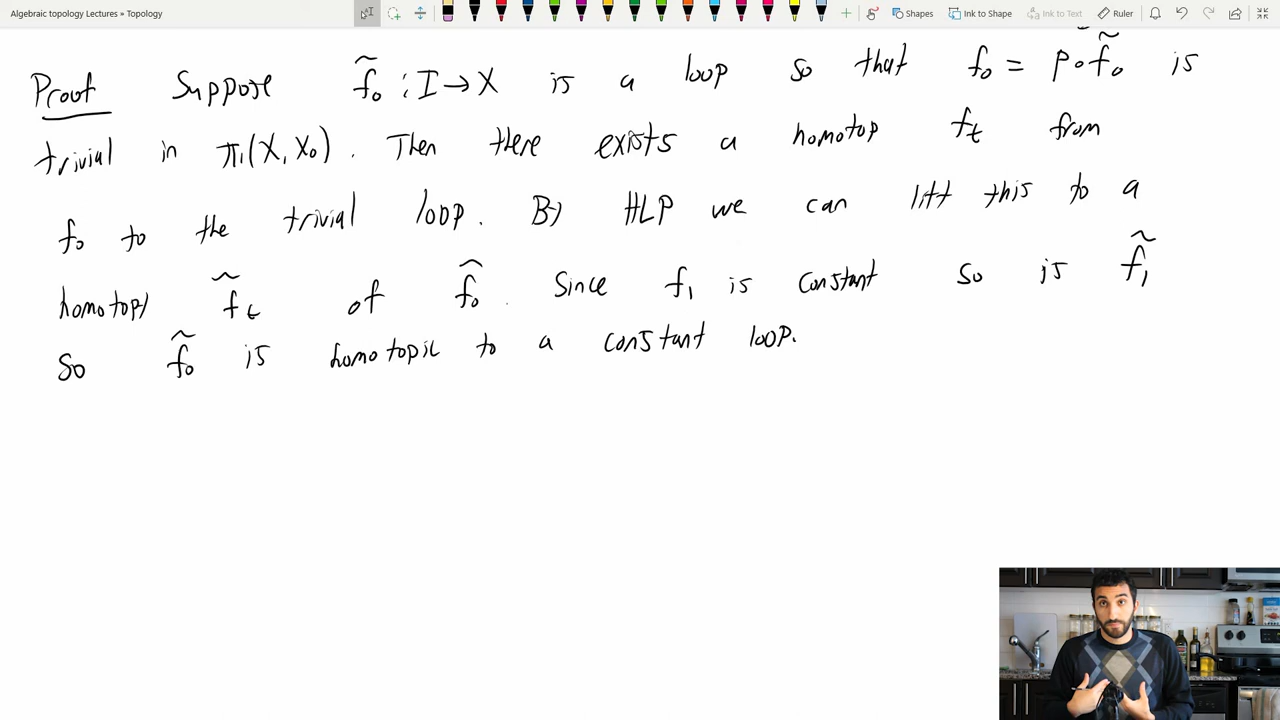 Algebraic topology Lectures - Topology
Shapes Ink to Shape Ink to Text Ruler
Proof Suppose f̃₀ : I → X is a loop so that f₀ = p∘f̃₀ is
trivial in π₁(X, x₀). Then there exists a homotop fₜ from
f₀ to the trivial loop. By HLP we can lift this to a
homotopy f̃ₜ of f̃₀. Since f₁ is constant so is f̃₁
so f̃₀ is homotopic to a constant loop.